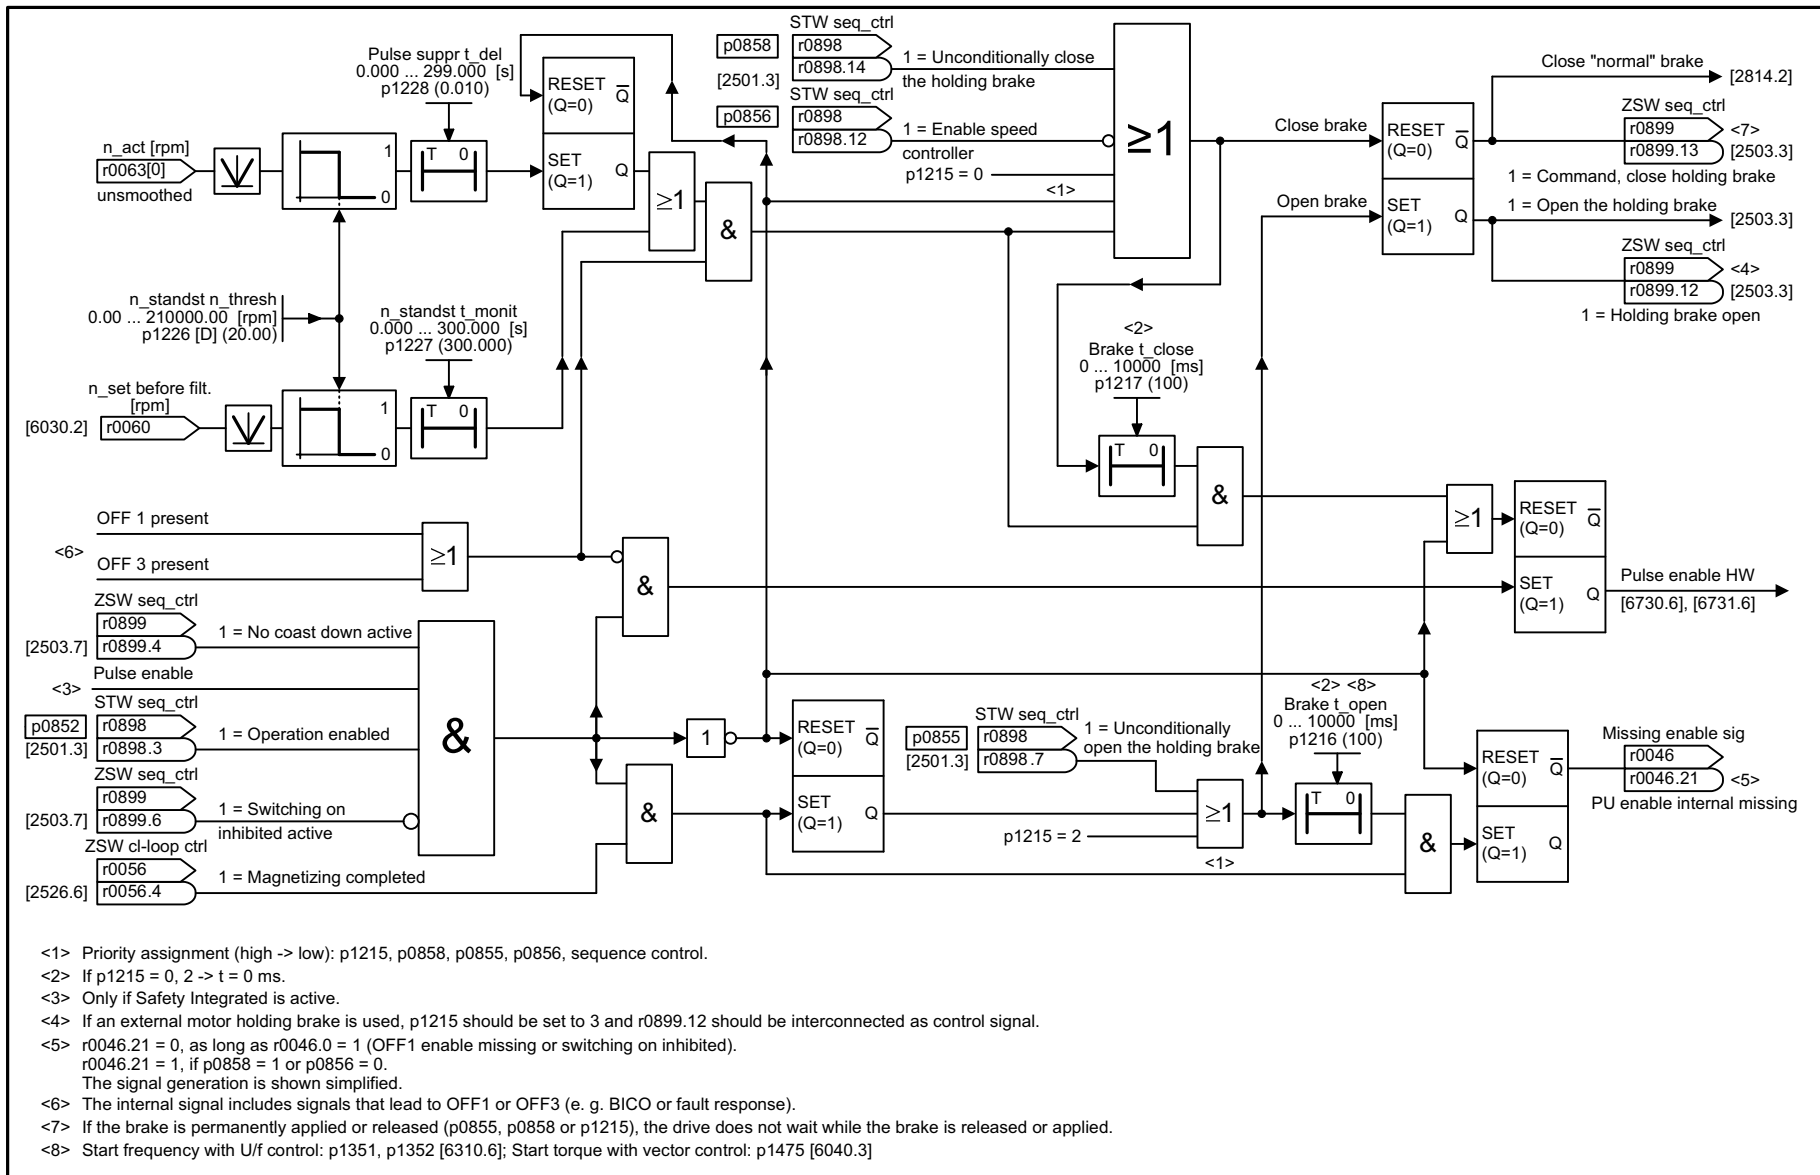 Pulse suppr t_del
0.000 ... 299.000 [s]
p1228 (0.010)
n_act [rpm]
r0063[0]
unsmoothed
1
0
T 0
RESET
(Q=0)
Q
SET
(Q=1)
Q
≥1
&
n_standst n_thresh
0.00 ... 210000.00 [rpm]
p1226 [D] (20.00)
n_standst t_monit
0.000 ... 300.000 [s]
p1227 (300.000)
n_set before filt.
[rpm]
[6030.2]
r0060
1
0
T 0
STW seq_ctrl
p0858
r0898
r0898.14
[2501.3]
1 = Unconditionally close
the holding brake
STW seq_ctrl
p0856
r0898
r0898.12
1 = Enable speed
controller
p1215 = 0
<1>
≥1
Close brake
Open brake
RESET
(Q=0)
Q
SET
(Q=1)
Q
Close "normal" brake
[2814.2]
ZSW seq_ctrl
r0899
<7>
r0899.13
[2503.3]
1 = Command, close holding brake
1 = Open the holding brake
[2503.3]
ZSW seq_ctrl
r0899
<4>
r0899.12
[2503.3]
1 = Holding brake open
<2>
Brake t_close
0 ... 10000 [ms]
p1217 (100)
T 0
&
≥1
RESET
(Q=0)
Q
SET
(Q=1)
Q
Pulse enable HW
[6730.6], [6731.6]
OFF 1 present
<6>
OFF 3 present
≥1
&
ZSW seq_ctrl
r0899
r0899.4
[2503.7]
1 = No coast down active
Pulse enable
<3>
STW seq_ctrl
p0852
r0898
r0898.3
[2501.3]
1 = Operation enabled
ZSW seq_ctrl
r0899
r0899.6
[2503.7]
1 = Switching on
inhibited active
ZSW cl-loop ctrl
r0056
r0056.4
[2526.6]
1 = Magnetizing completed
&
1
&
RESET
(Q=0)
Q
SET
(Q=1)
Q
STW seq_ctrl
p0855
r0898
r0898.7
[2501.3]
1 = Unconditionally
open the holding brake
p1215 = 2
≥1
<1>
<2> <8>
Brake t_open
0 ... 10000 [ms]
p1216 (100)
T 0
&
RESET
(Q=0)
Q
SET
(Q=1)
Q
Missing enable sig
r0046
r0046.21
<5>
PU enable internal missing
<1> Priority assignment (high -> low): p1215, p0858, p0855, p0856, sequence control.
<2> If p1215 = 0, 2 -> t = 0 ms.
<3> Only if Safety Integrated is active.
<4> If an external motor holding brake is used, p1215 should be set to 3 and r0899.12 should be interconnected as control signal.
<5> r0046.21 = 0, as long as r0046.0 = 1 (OFF1 enable missing or switching on inhibited).
r0046.21 = 1, if p0858 = 1 or p0856 = 0.
The signal generation is shown simplified.
<6> The internal signal includes signals that lead to OFF1 or OFF3 (e. g. BICO or fault response).
<7> If the brake is permanently applied or released (p0855, p0858 or p1215), the drive does not wait while the brake is released or applied.
<8> Start frequency with U/f control: p1351, p1352 [6310.6]; Start torque with vector control: p1475 [6040.3]